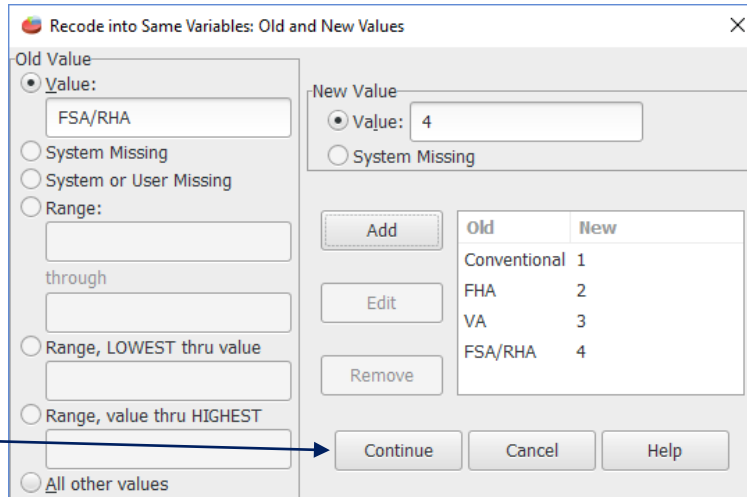 Recode into Same Variables: Old and New Values
Old Value
Value:
FSA/RHA
System Missing
System or User Missing
Range:
through
Range, LOWEST thru value
Range, value thru HIGHEST
All other values
New Value
Value: 4
System Missing
Add
Edit
Remove
Old New
Conventional 1
FHA 2
VA 3
FSA/RHA 4
Continue Cancel Help